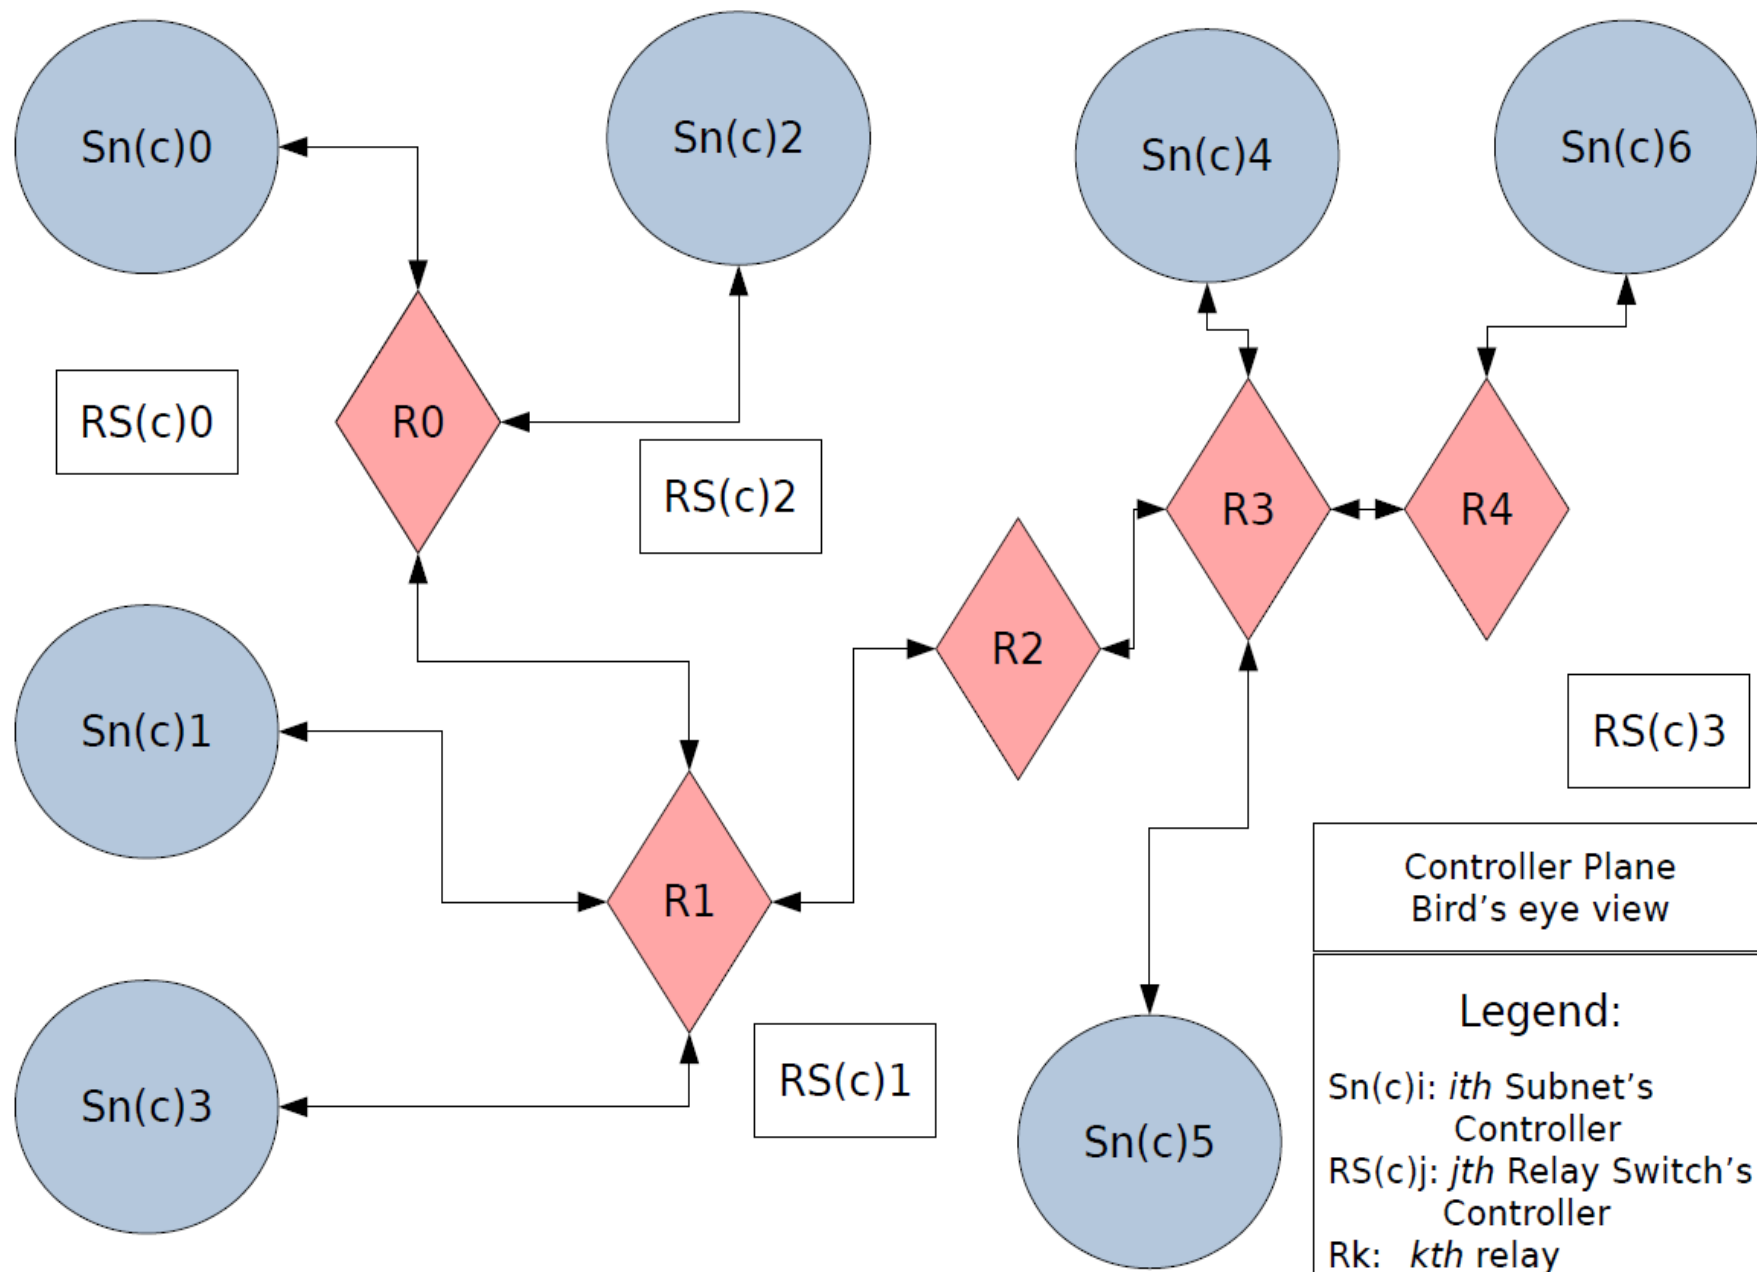 Sn(c)0
Sn(c)2
Sn(c)4
Sn(c)6
RS(c)0
R0
RS(c)2
R3
R4
R2
Sn(c)1
RS(c)3
R1
Controller Plane
Bird's eye view
Sn(c)3
RS(c)1
Sn(c)5
Legend:
Sn(c)i: ith Subnet's
Controller
RS(c)j: jth Relay Switch's
Controller
Rk: kth relay